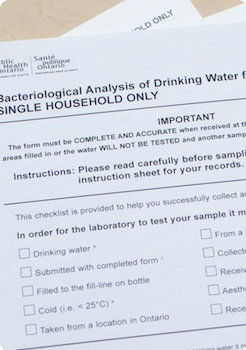 HOLD ONLY
Public
Health
Ontario
Santé
publique
Ontario
Bacteriological Analysis of Drinking Water f
SINGLE HOUSEHOLD ONLY
IMPORTANT
The form must be COMPLETE AND ACCURATE when received at th
areas filled in or the water WILL NOT BE TESTED and another samp
Instructions: Please read carefully before sampli
instruction sheet for your records.
This checklist is provided to help you successfully collect a
In order for the laboratory to test your sample it m
Drinking water *
From a
Submitted with completed form *
Collecte
Filled to the fill-line on bottle
Receiv
Cold (i.e. < 25°C) *
Aesthe
Taken from a location in Ontario
Recei